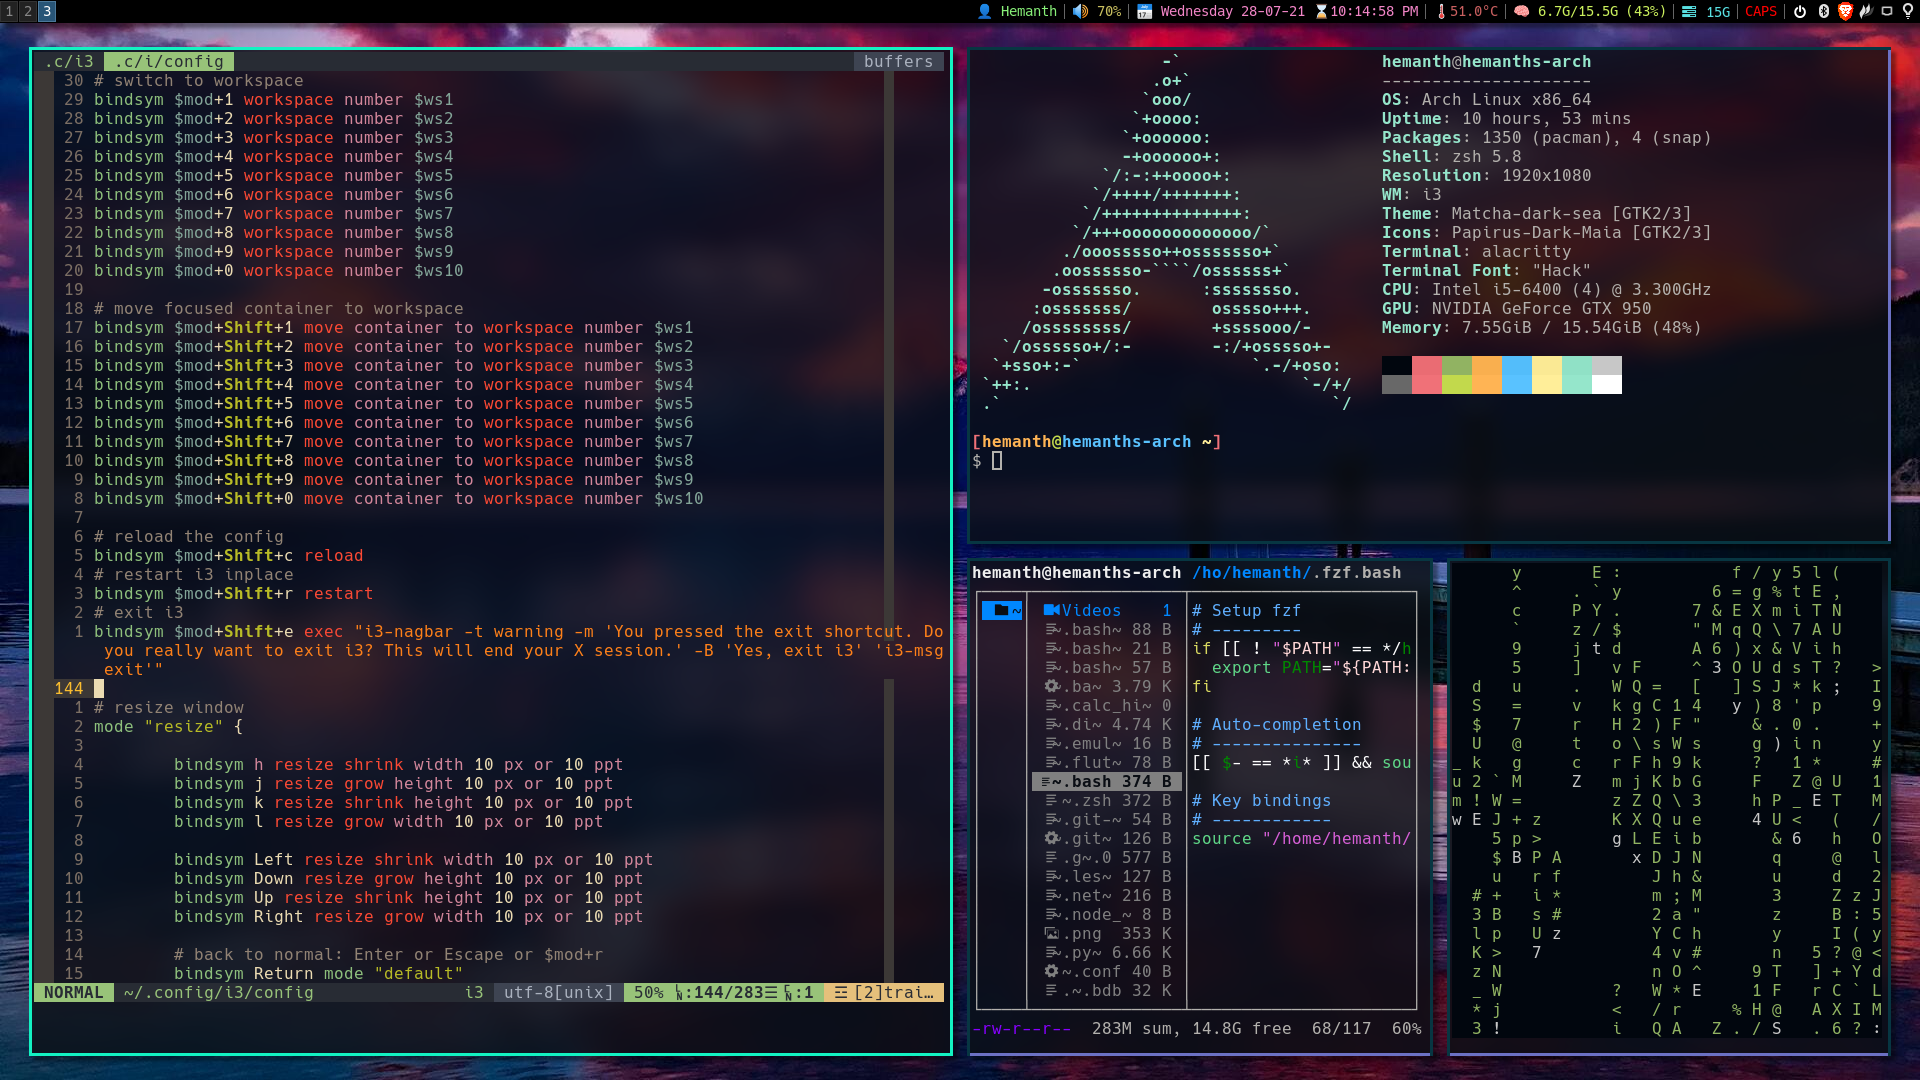 1 2 3
Hemanth | 70% | Wednesday 28-07-21 10:14:58 PM | 51.0°C | 6.7G/15.5G (43%) | 15G | CAPS
.c/i3 .c/i/config buffers
30 # switch to workspace
29 bindsym $mod+1 workspace number $ws1
28 bindsym $mod+2 workspace number $ws2
27 bindsym $mod+3 workspace number $ws3
26 bindsym $mod+4 workspace number $ws4
25 bindsym $mod+5 workspace number $ws5
24 bindsym $mod+6 workspace number $ws6
23 bindsym $mod+7 workspace number $ws7
22 bindsym $mod+8 workspace number $ws8
21 bindsym $mod+9 workspace number $ws9
20 bindsym $mod+0 workspace number $ws10
19
18 # move focused container to workspace
17 bindsym $mod+Shift+1 move container to workspace number $ws1
16 bindsym $mod+Shift+2 move container to workspace number $ws2
15 bindsym $mod+Shift+3 move container to workspace number $ws3
14 bindsym $mod+Shift+4 move container to workspace number $ws4
13 bindsym $mod+Shift+5 move container to workspace number $ws5
12 bindsym $mod+Shift+6 move container to workspace number $ws6
11 bindsym $mod+Shift+7 move container to workspace number $ws7
10 bindsym $mod+Shift+8 move container to workspace number $ws8
9 bindsym $mod+Shift+9 move container to workspace number $ws9
8 bindsym $mod+Shift+0 move container to workspace number $ws10
7
6 # reload the config
5 bindsym $mod+Shift+c reload
4 # restart i3 inplace
3 bindsym $mod+Shift+r restart
2 # exit i3
1 bindsym $mod+Shift+e exec "i3-nagbar -t warning -m 'You pressed the exit shortcut. Do
you really want to exit i3? This will end your X session.' -B 'Yes, exit i3' 'i3-msg
exit'"
144
1 # resize window
2 mode "resize" {
3
4 bindsym h resize shrink width 10 px or 10 ppt
5 bindsym j resize grow height 10 px or 10 ppt
6 bindsym k resize shrink height 10 px or 10 ppt
7 bindsym l resize grow width 10 px or 10 ppt
8
9 bindsym Left resize shrink width 10 px or 10 ppt
10 bindsym Down resize grow height 10 px or 10 ppt
11 bindsym Up resize shrink height 10 px or 10 ppt
12 bindsym Right resize grow width 10 px or 10 ppt
13
14 # back to normal: Enter or Escape or $mod+r
15 bindsym Return mode "default"
NORMAL ~/.config/i3/config i3 utf-8[unix] 50% :144/283 :1 [2]trai…
hemanth@hemanths-arch
---------------------
OS: Arch Linux x86_64
Uptime: 10 hours, 53 mins
Packages: 1350 (pacman), 4 (snap)
Shell: zsh 5.8
Resolution: 1920x1080
WM: i3
Theme: Matcha-dark-sea [GTK2/3]
Icons: Papirus-Dark-Maia [GTK2/3]
Terminal: alacritty
Terminal Font: "Hack"
CPU: Intel i5-6400 (4) @ 3.300GHz
GPU: NVIDIA GeForce GTX 950
Memory: 7.55GiB / 15.54GiB (48%)
[hemanth@hemanths-arch ~]
$
hemanth@hemanths-arch /ho/hemanth/.fzf.bash
~ Videos 1
.bash~ 88 B
.bash~ 21 B
.bash~ 57 B
.ba~ 3.79 K
.calc_hi~ 0
.di~ 4.74 K
.emul~ 16 B
.flut~ 78 B
~.bash 374 B
~.zsh 372 B
.git-~ 54 B
.git~ 126 B
.g~.0 577 B
.les~ 127 B
.net~ 216 B
.node_~ 8 B
.png 353 K
.py~ 6.66 K
~.conf 40 B
.~.bdb 32 K
# Setup fzf
# ---------
if [[ ! "$PATH" == */h
export PATH="${PATH:
fi
# Auto-completion
# ---------------
[[ $- == *i* ]] && sou
# Key bindings
# ------------
source "/home/hemanth/
-rw-r--r-- 283M sum, 14.8G free 68/117 60%